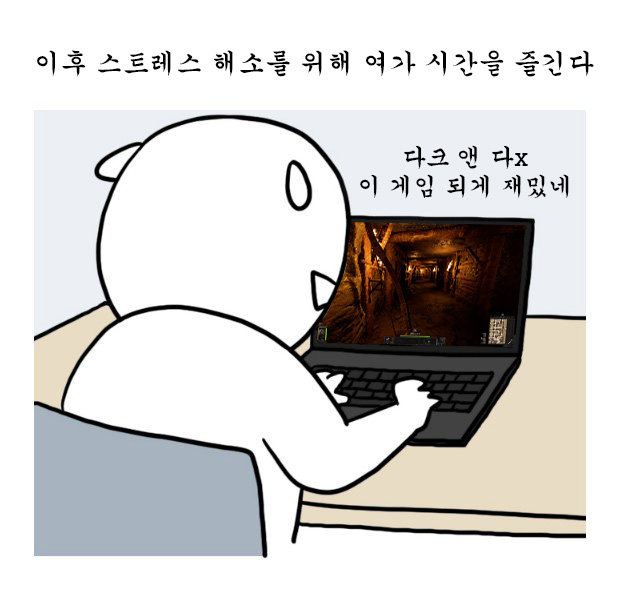 이후 스트레스 해소를 위해 여가 시간을 즐긴다
다크 앤 다x
이 게임 되게 재밌네